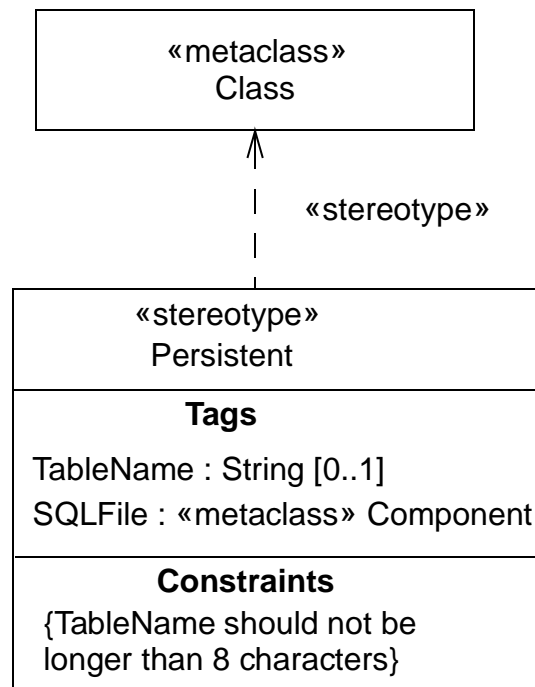 «metaclass»
Class
«stereotype»
«stereotype»
Persistent
Tags
TableName : String [0..1]
SQLFile : «metaclass» Component
Constraints
{TableName should not be
longer than 8 characters}